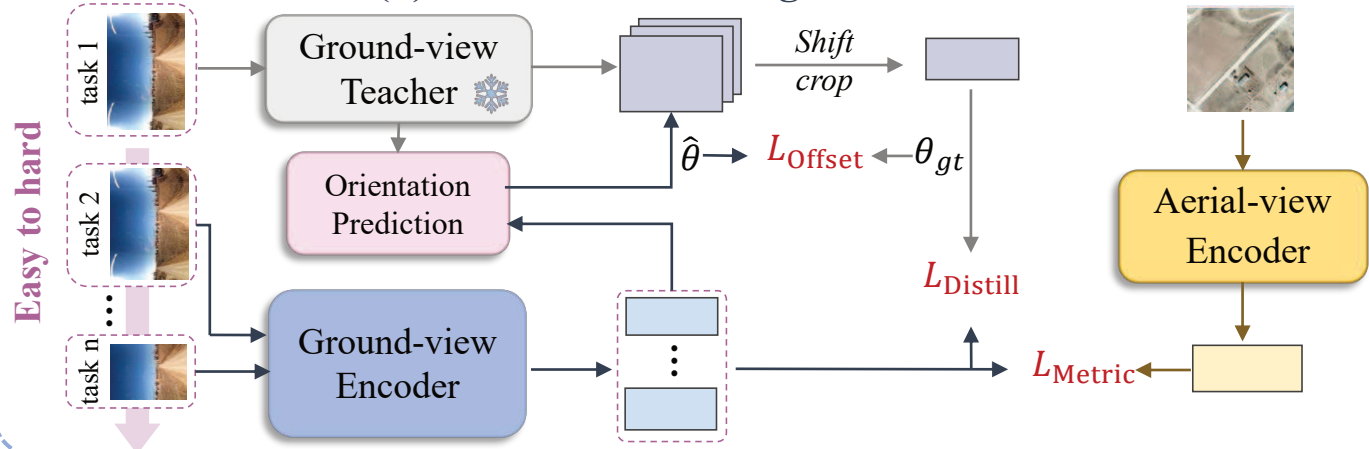 task 1
Ground-view
Teacher
Shift
crop
Easy to hard
θ̂
L_Offset
θ_gt
Orientation
Prediction
task 2
Aerial-view
Encoder
L_Distill
...
Ground-view
Encoder
...
task n
L_Metric